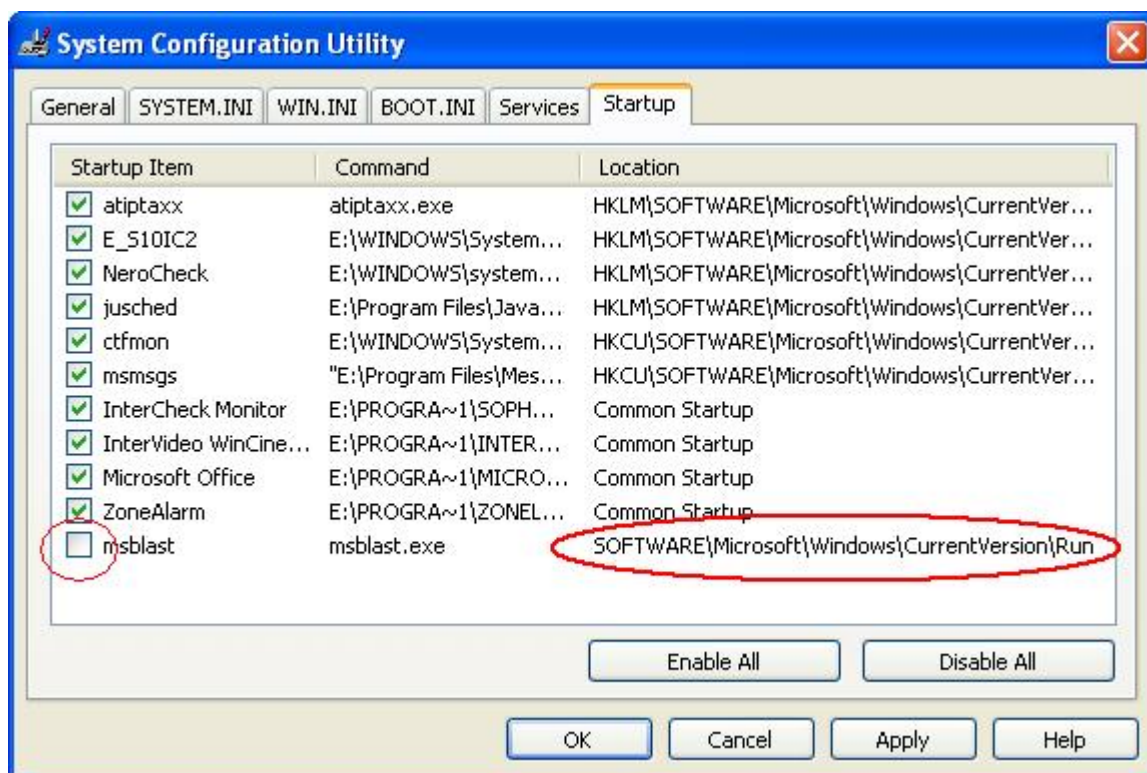 System Configuration Utility
General SYSTEM.INI WIN.INI BOOT.INI Services Startup
Startup Item Command Location
atiptaxx atiptaxx.exe HKLM\SOFTWARE\Microsoft\Windows\CurrentVer...
E_S10IC2 E:\WINDOWS\System... HKLM\SOFTWARE\Microsoft\Windows\CurrentVer...
NeroCheck E:\WINDOWS\system... HKLM\SOFTWARE\Microsoft\Windows\CurrentVer...
jusched E:\Program Files\Java... HKLM\SOFTWARE\Microsoft\Windows\CurrentVer...
ctfmon E:\WINDOWS\System... HKCU\SOFTWARE\Microsoft\Windows\CurrentVer...
msmsgs "E:\Program Files\Mes... HKCU\SOFTWARE\Microsoft\Windows\CurrentVer...
InterCheck Monitor E:\PROGRA~1\SOPH... Common Startup
InterVideo WinCine... E:\PROGRA~1\INTER... Common Startup
Microsoft Office E:\PROGRA~1\MICRO... Common Startup
ZoneAlarm E:\PROGRA~1\ZONEL... Common Startup
msblast msblast.exe SOFTWARE\Microsoft\Windows\CurrentVersion\Run
Enable All Disable All
OK Cancel Apply Help